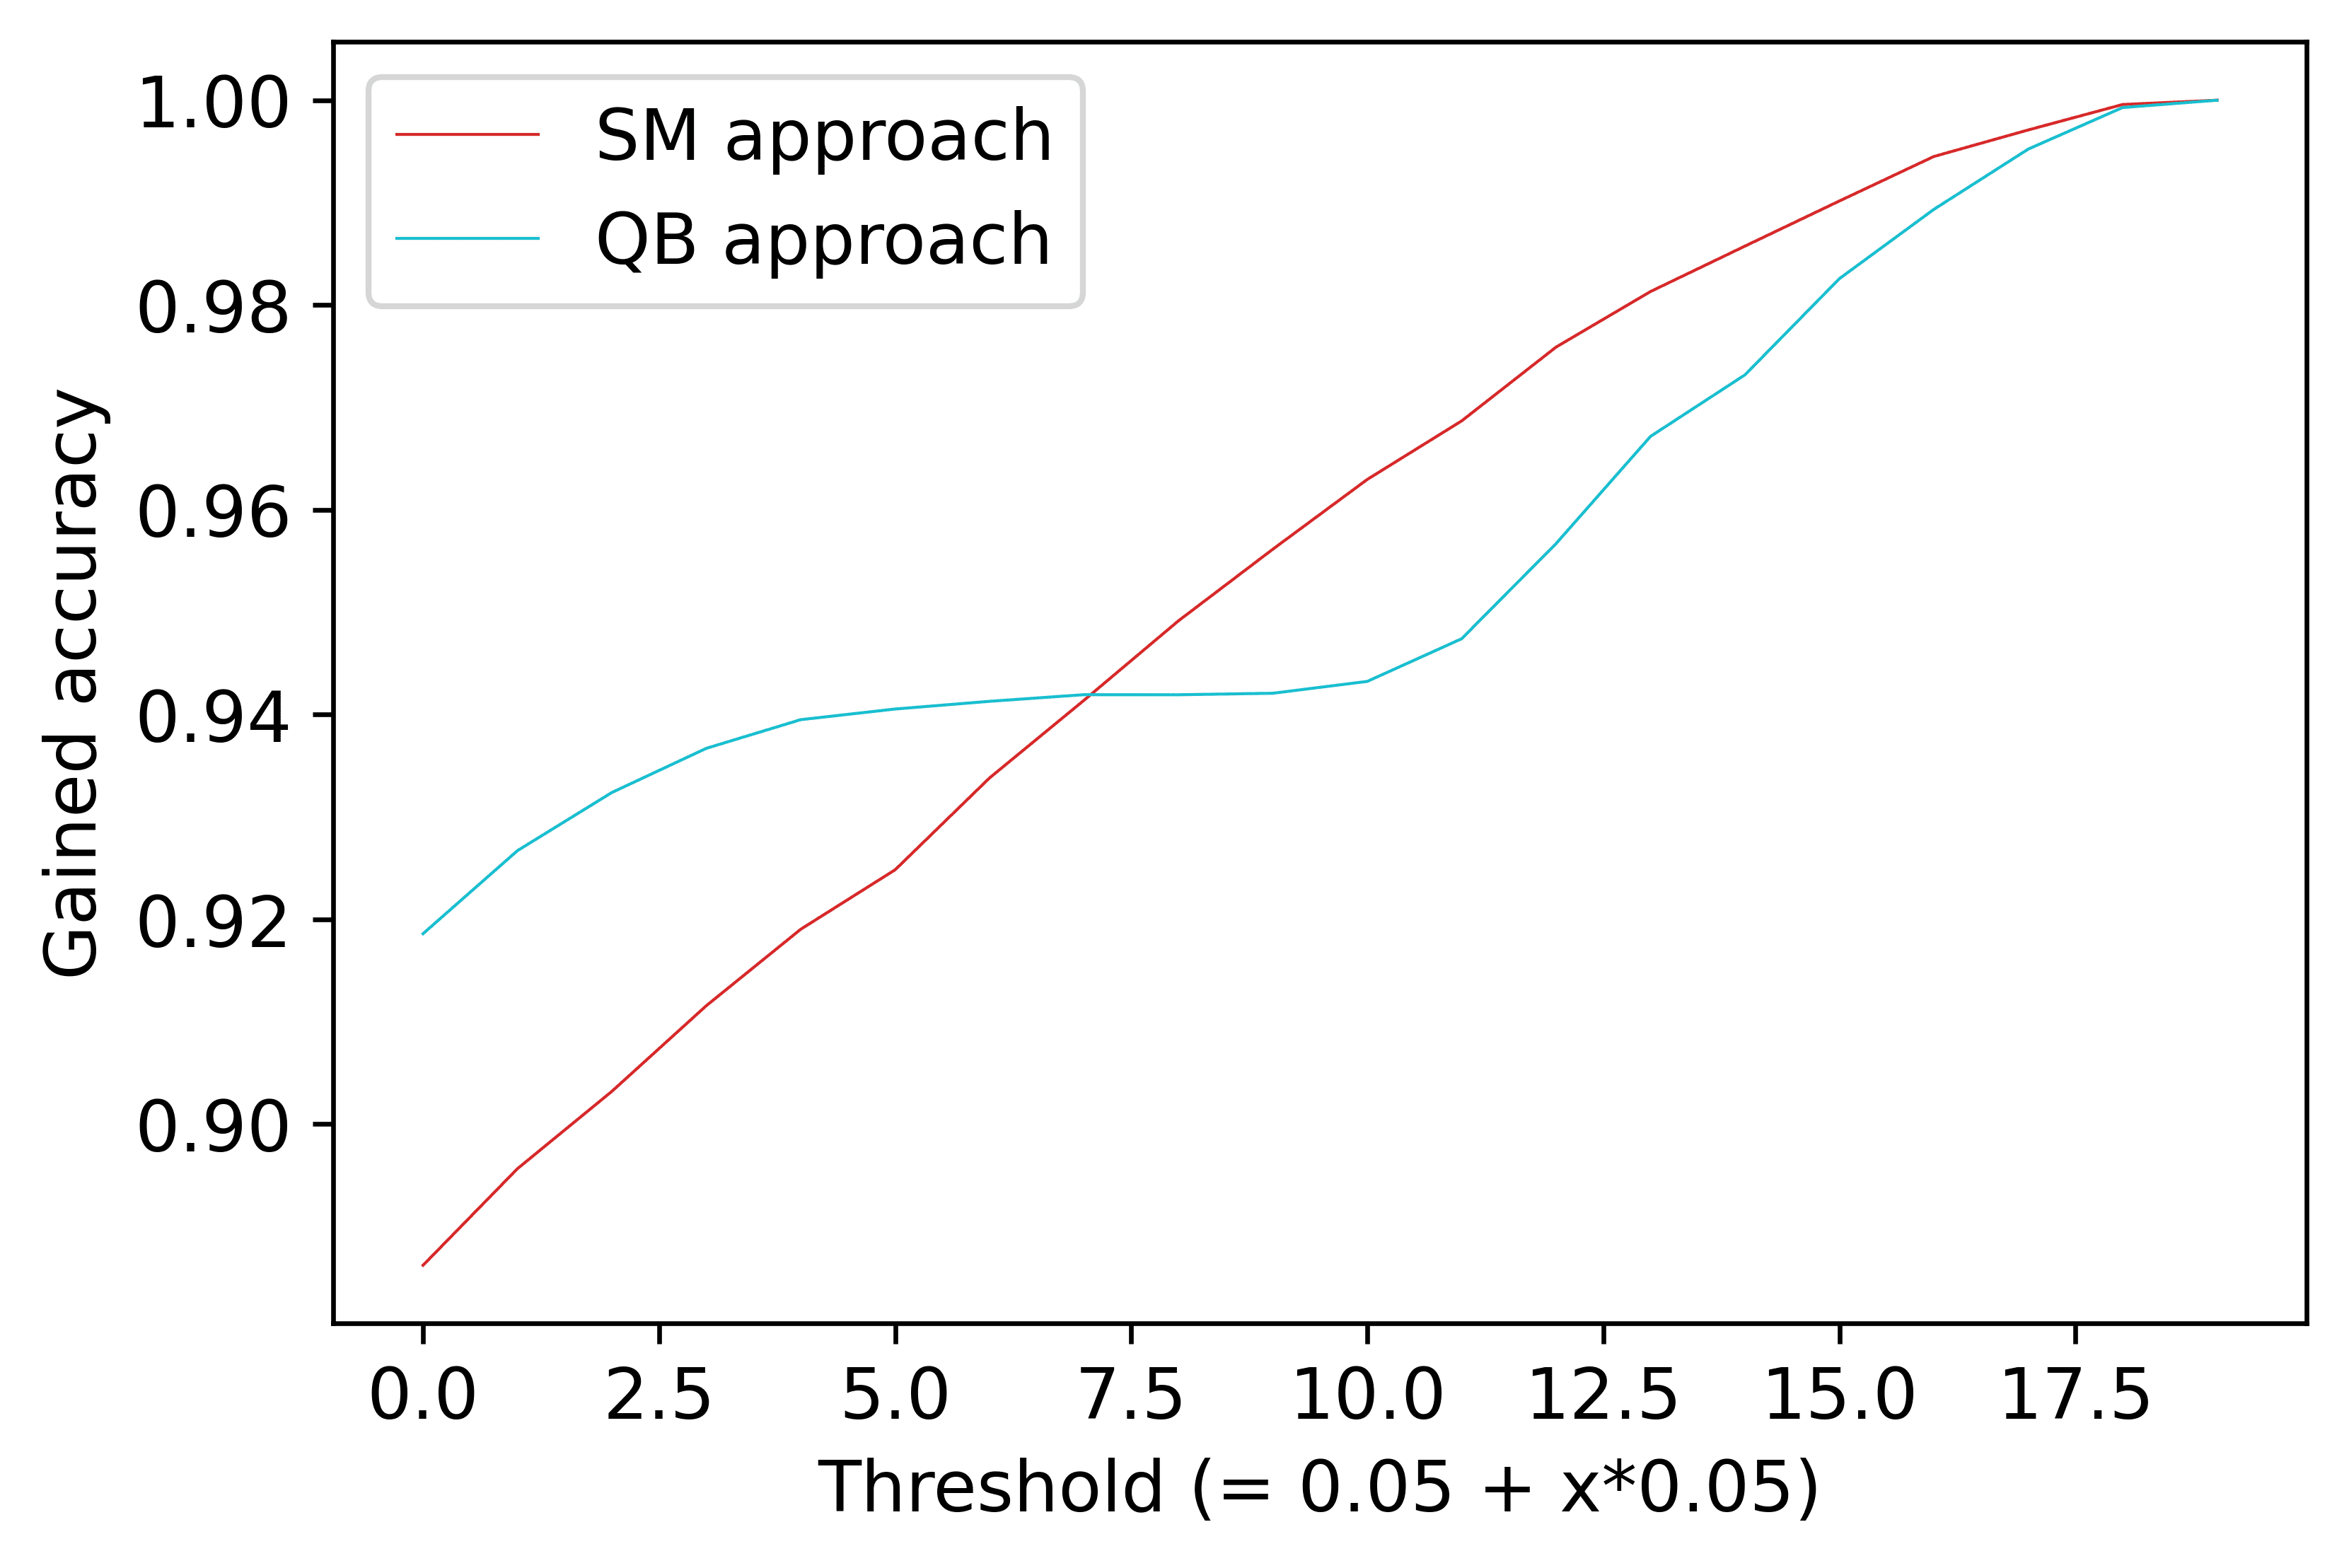 SM approach
QB approach
Gained accuracy
1.00
0.98
0.96
0.94
0.92
0.90
0.0 2.5 5.0 7.5 10.0 12.5 15.0 17.5
Threshold (= 0.05 + x*0.05)